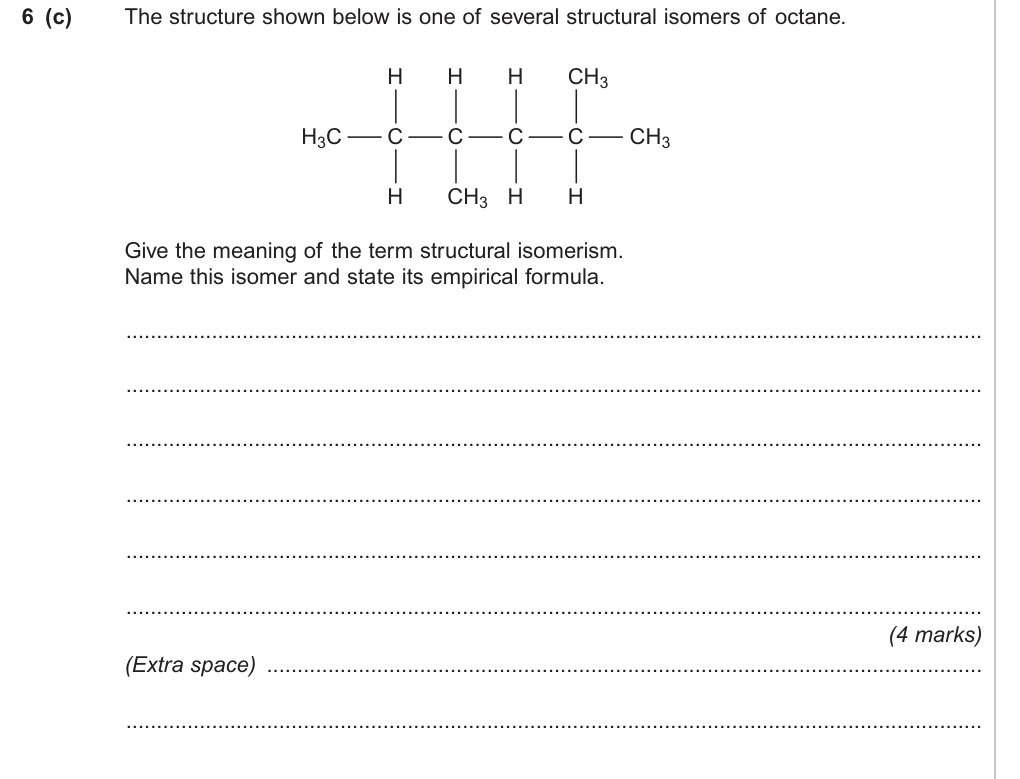 6 (c) The structure shown below is one of several structural isomers of octane.
H H H CH₃
H₃C C C C C CH₃
H CH₃ H H
Give the meaning of the term structural isomerism.
Name this isomer and state its empirical formula.
(4 marks)
(Extra space)